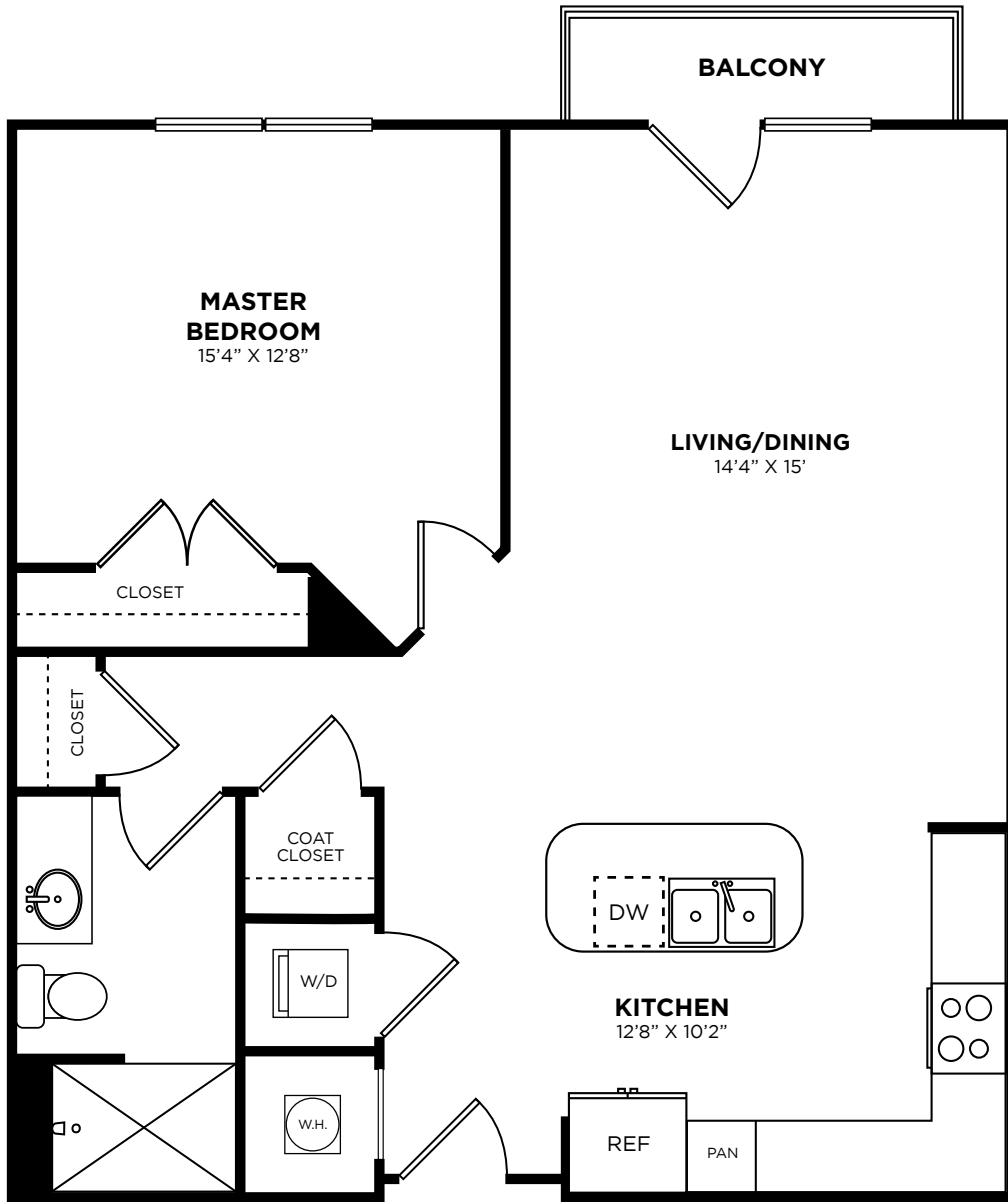 BALCONY
MASTER
BEDROOM
15’4” X 12’8”
LIVING/DINING
14’4” X 15’
CLOSET
CLOSET
COAT
CLOSET
DW
W/D
KITCHEN
12’8” X 10’2”
W.H.
REF
PAN